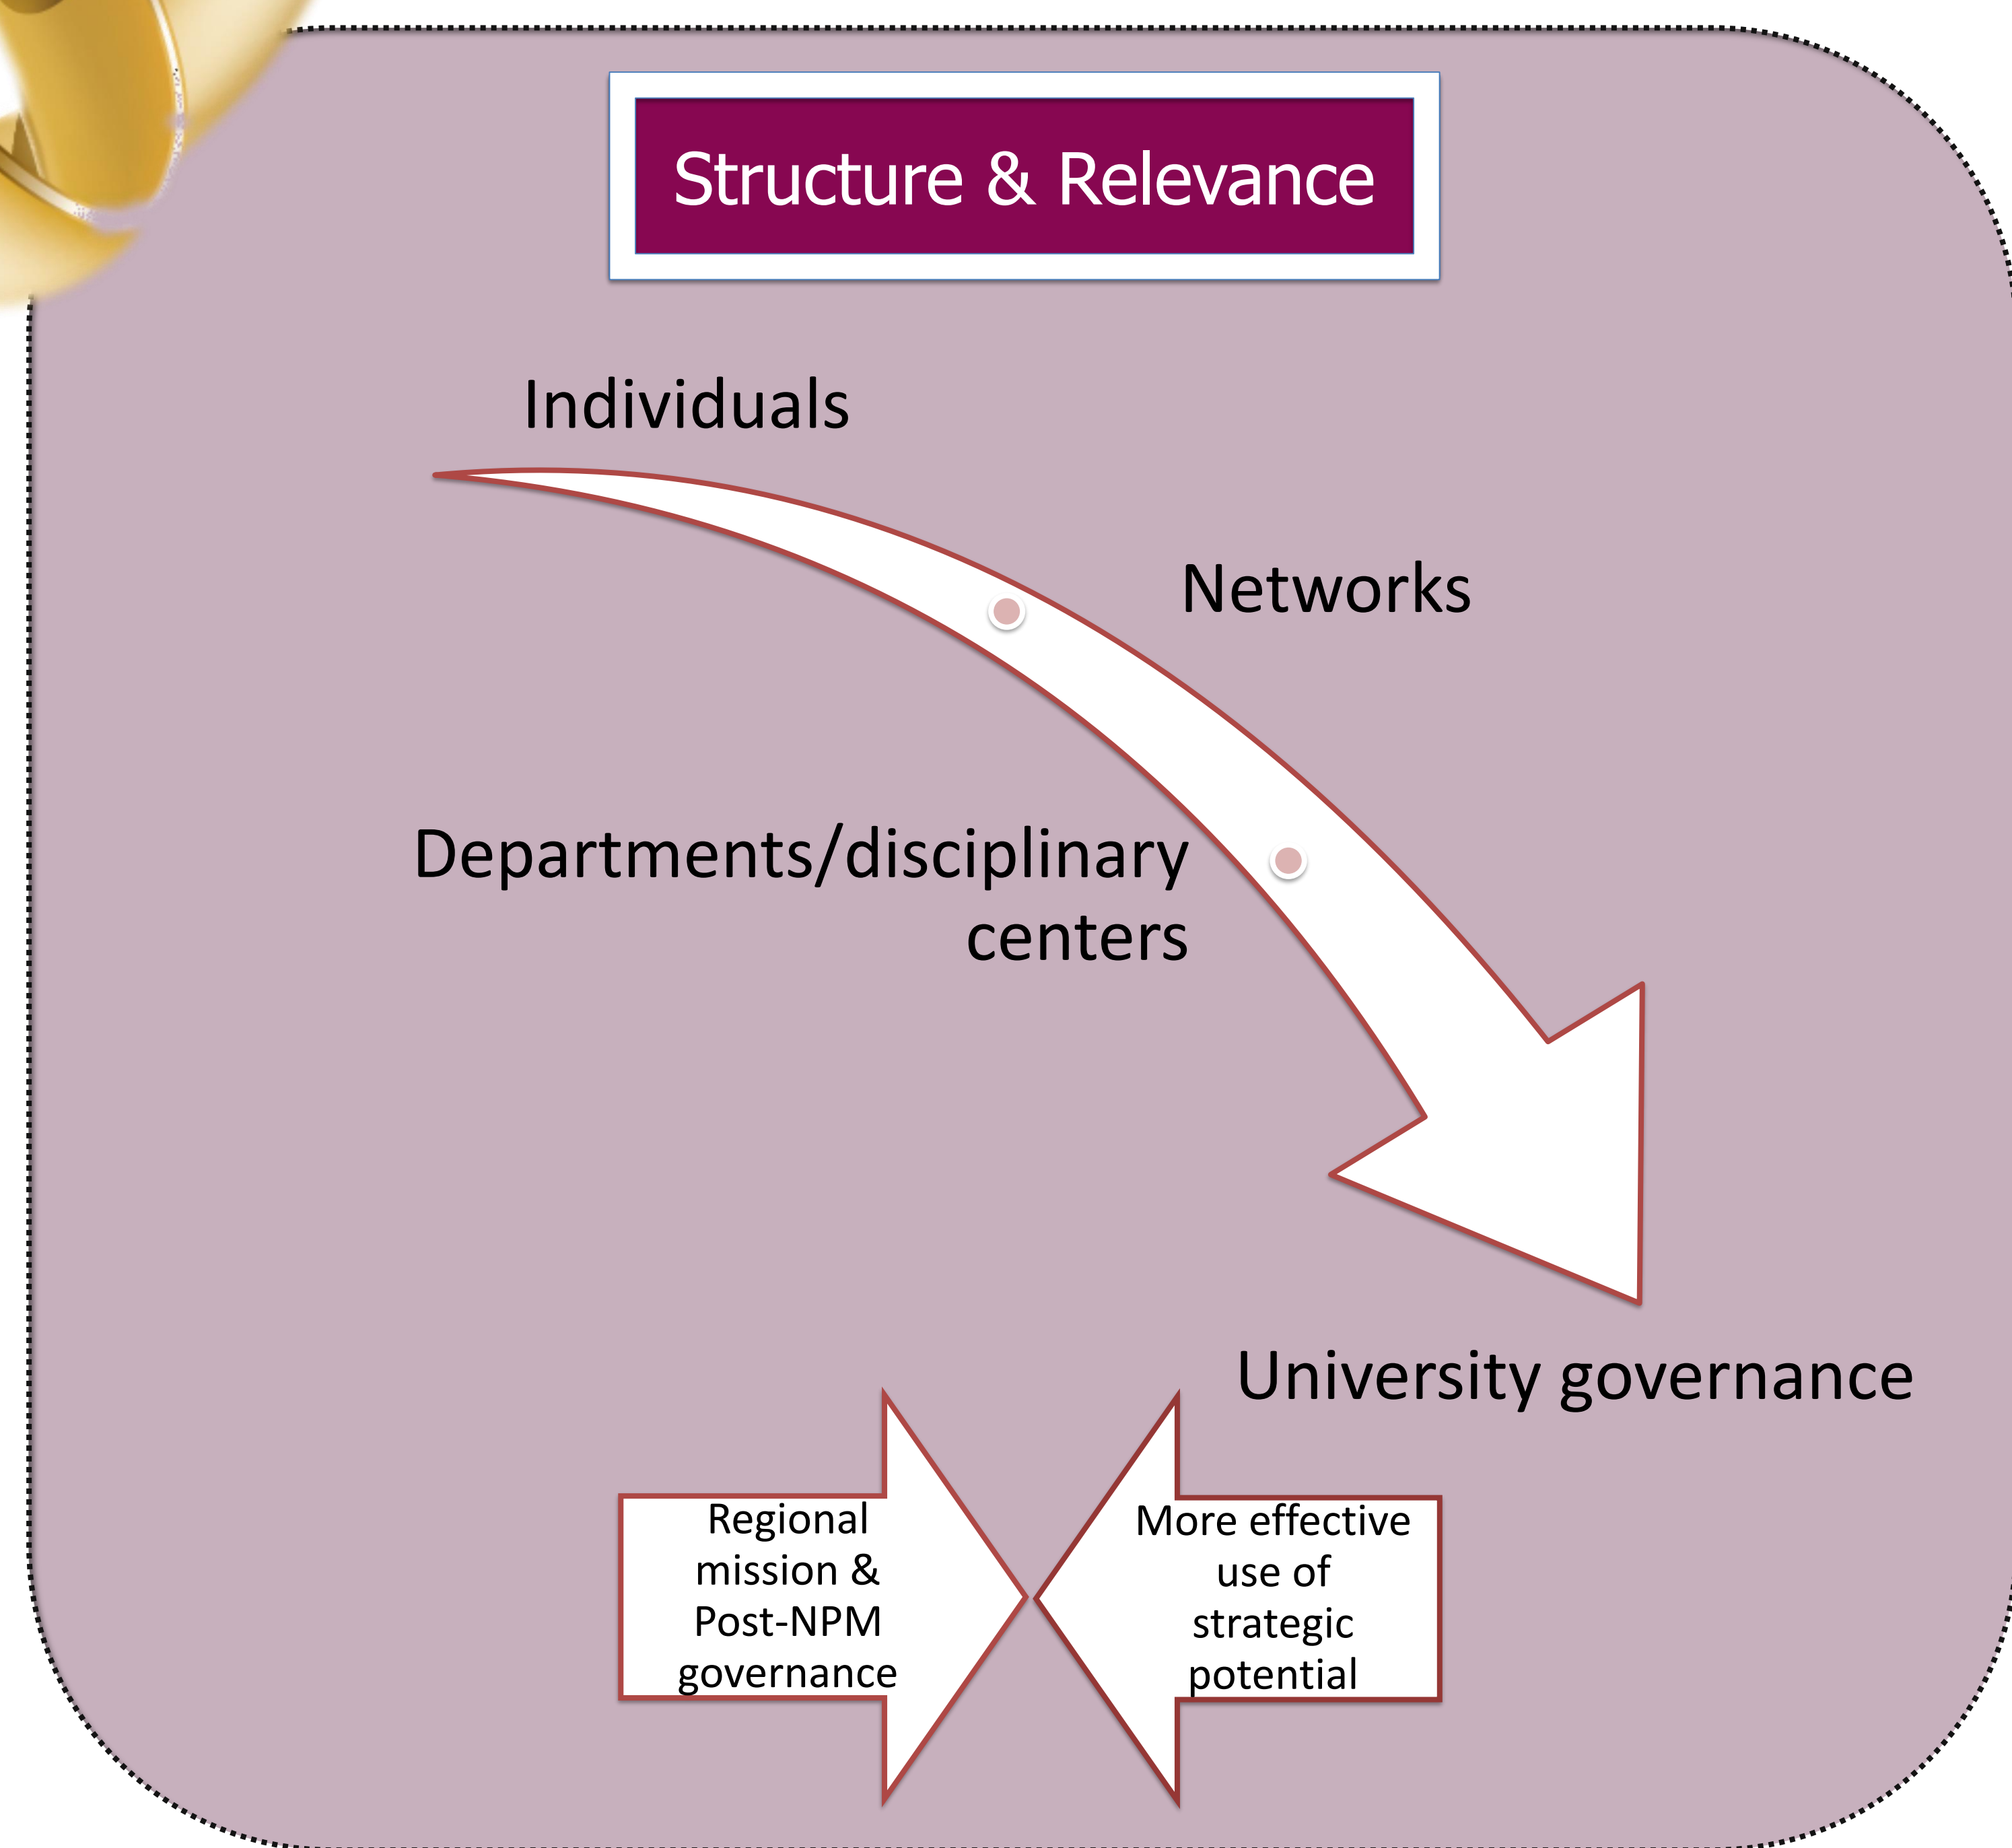 Structure & Relevance
Individuals
Networks
Departments/disciplinary
centers
University governance
Regional
mission &
Post-NPM
governance
More effective
use of
strategic
potential